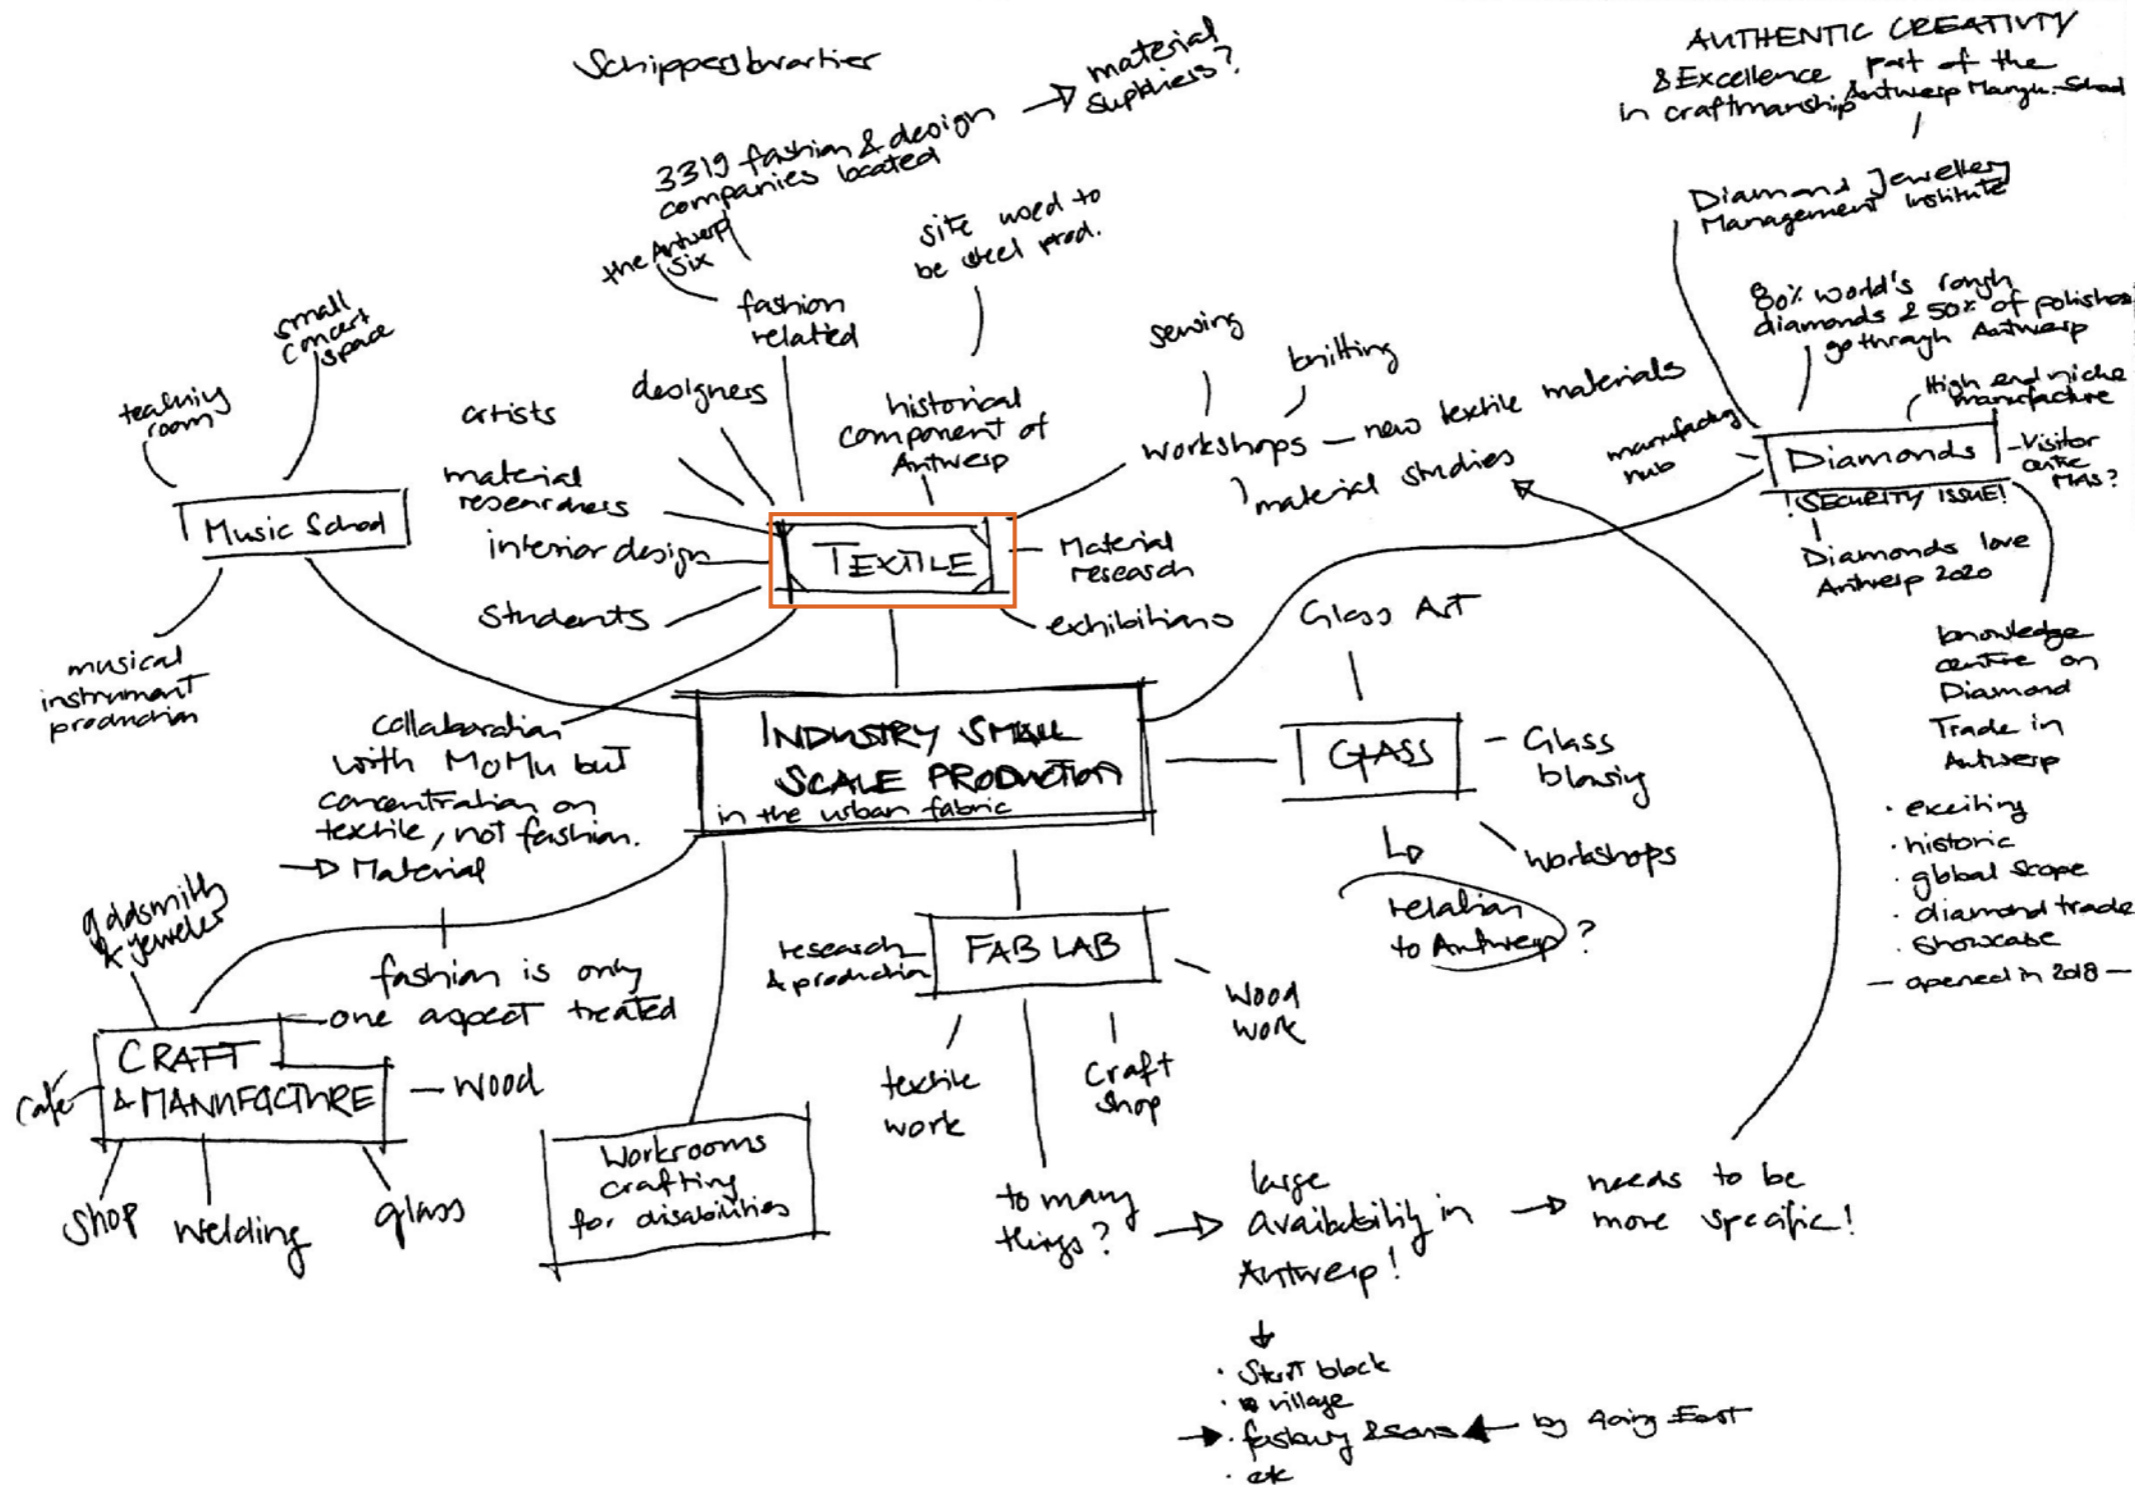 Schipperskwartier
material
suppliers?
3319 fashion & design
companies located
the Antwerp
six
fashion
related
site used to
be steel prod.
historical
component of
Antwerp
designers
artists
material
researchers
interior design
Students
TEXTILE
sewing
knitting
workshops — new textile materials
material studies
Material
research
exhibitions
small
concert
space
teaching
room
Music School
musical
instrument
production
AUTHENTIC CREATIVITY
& Excellence
in craftmanship
part of the
Antwerp Mangm. School
Diamond Jewellery
Management Institute
80% world's rough
diamonds & 50% of polished
go through Antwerp
High end niche
manufacture
manufacturing
hub
Diamonds
- Visitor
centre
MAS?
! SECURITY ISSUE!
Diamonds love
Antwerp 2020
knowledge
centre on
Diamond
Trade in
Antwerp
· exciting
· historic
· global scope
· diamond trade
· showcase
— opened in 2018 —
INDUSTRY SMALL
SCALE PRODUCTION
in the urban fabric
Glass Art
GLASS
- Glass
blowing
workshops
relation
to Antwerp?
collaboration
with MoMu but
concentration on
textile, not fashion.
→ Material
fashion is only
one aspect treated
goldsmith
& jeweler
CRAFT
& MANUFACTURE
café
- wood
shop
welding
glass
Workrooms
crafting
for disabilities
research
& production
FAB LAB
wood
work
textile
work
craft
shop
to many
things?
→ large
availability in
Antwerp!
→ needs to be
more specific!
· Start block
· village
→ · & sons ← by Going East
· etc